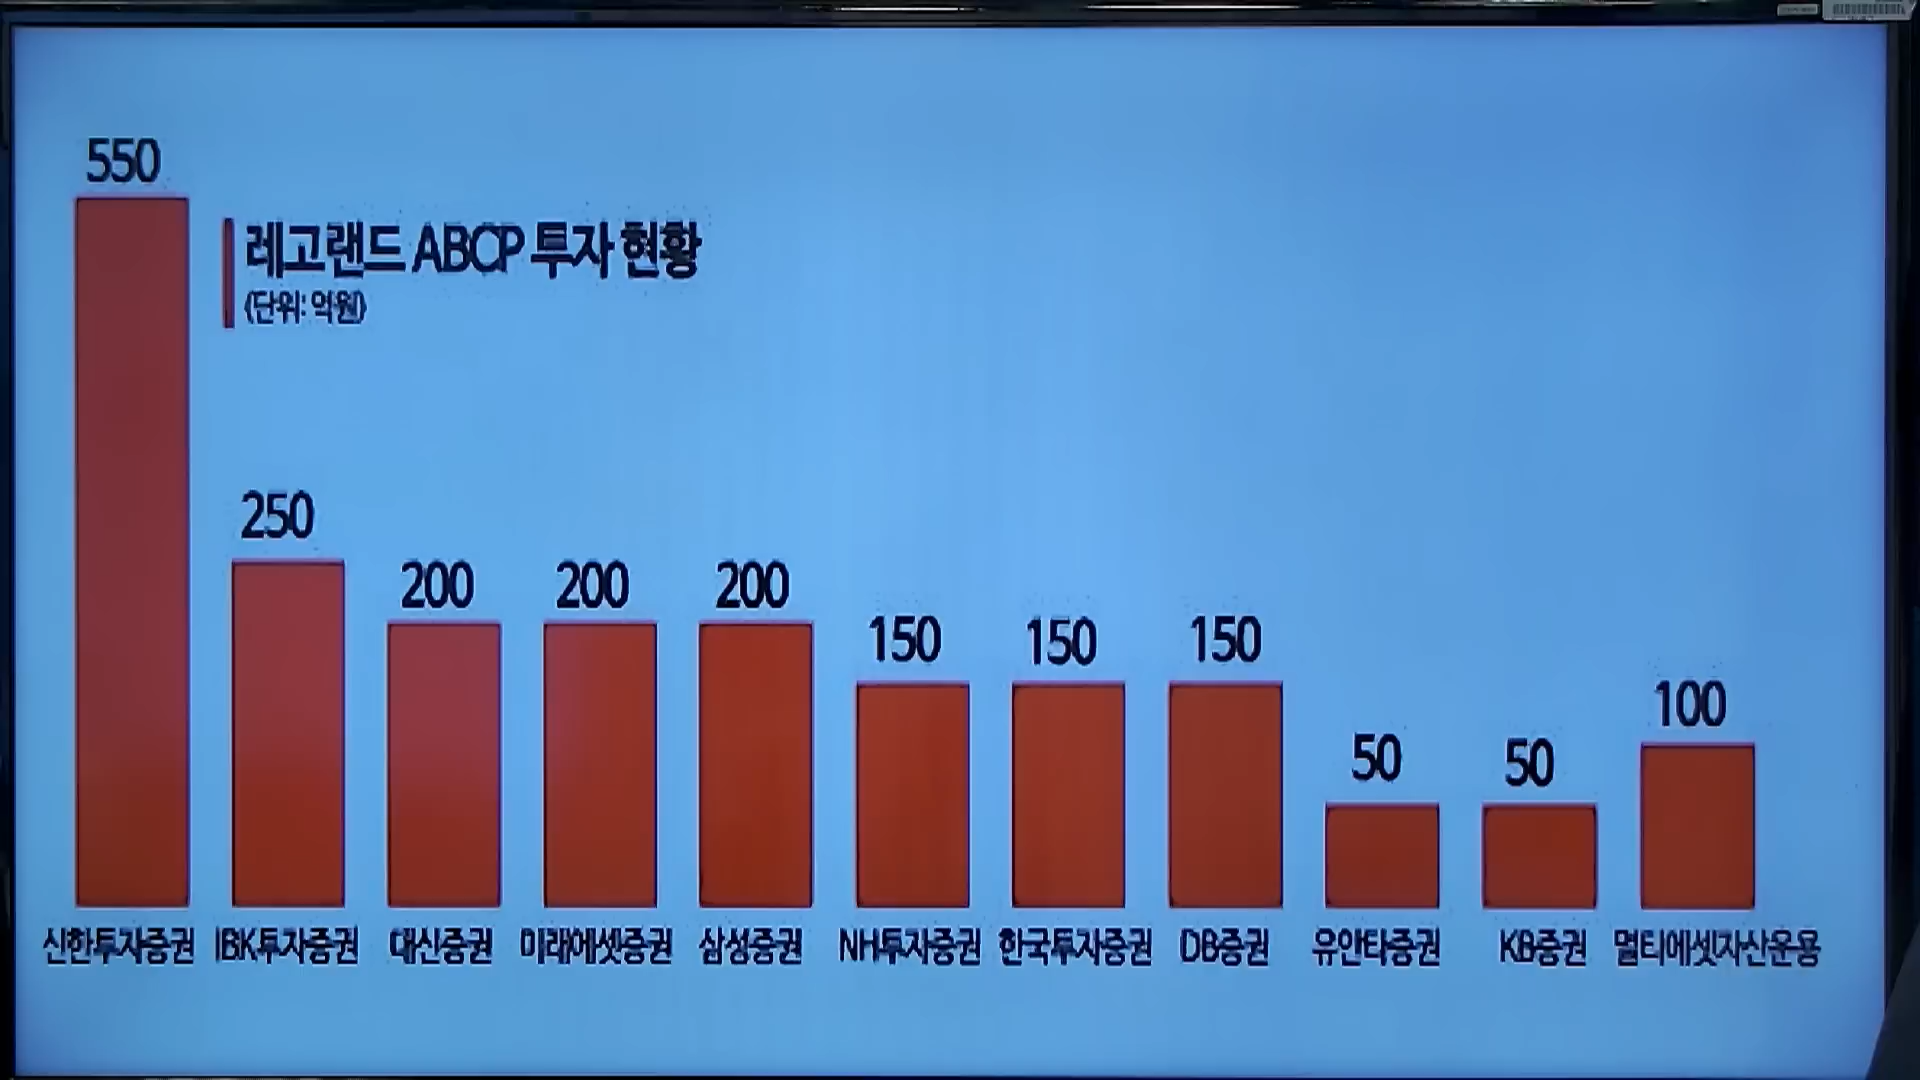 550
레고랜드 ABCP 투자 현황
(단위: 억원)
250
200
200
200
150
150
150
50
50
100
신한투자증권
IBK투자증권
대신증권
미래에셋증권
삼성증권
NH투자증권
한국투자증권
DB증권
유안타증권
KB증권
멀티에셋자산운용